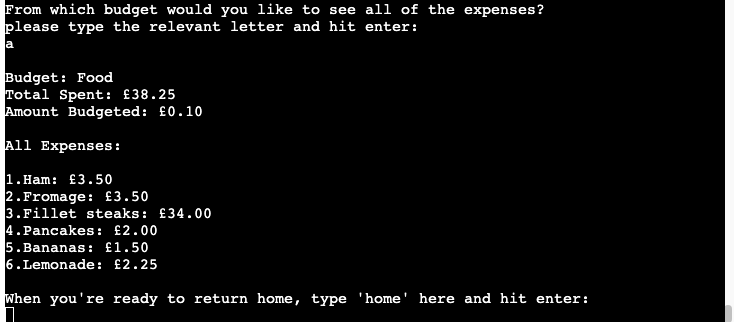 From which budget would you like to see all of the expenses?
please type the relevant letter and hit enter:
a
Budget: Food
Total Spent: £38.25
Amount Budgeted: £0.10
All Expenses:
1.Ham: £3.50
2.Fromage: £3.50
3.Fillet steaks: £34.00
4.Pancakes: £2.00
5.Bananas: £1.50
6.Lemonade: £2.25
When you're ready to return home, type 'home' here and hit enter: